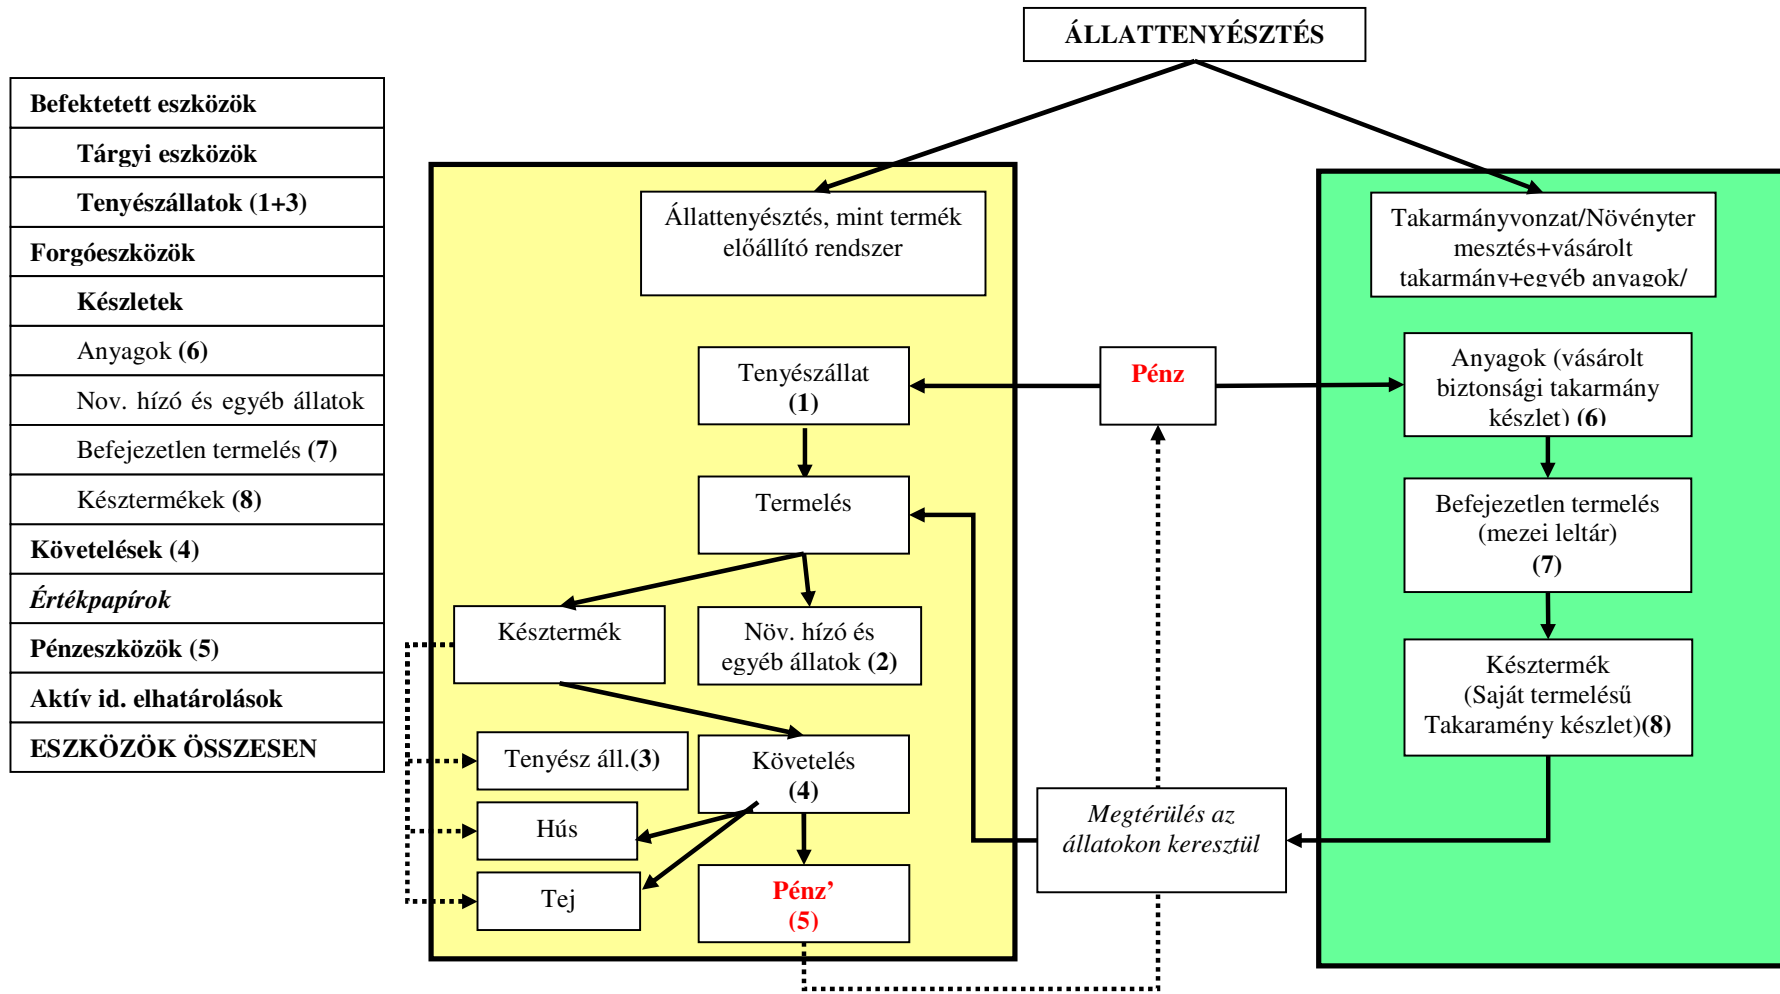 ÁLLATTENYÉSZTÉS
Befektetett eszközök
Tárgyi eszközök
Tenyészállatok (1+3)
Forgóeszközök
Készletek
Anyagok (6)
Nov. hízó és egyéb állatok
Befejezetlen termelés (7)
Késztermékek (8)
Követelések (4)
Értékpapírok
Pénzeszközök (5)
Aktív id. elhatárolások
ESZKÖZÖK ÖSSZESEN
Állattenyésztés, mint termék
előállító rendszer
Tenyészállat
(1)
Termelés
Késztermék
Növ. hízó és
egyéb állatok (2)
Tenyész áll.(3)
Követelés
(4)
Hús
Tej
Pénz’
(5)
Pénz
Megtérülés az
állatokon keresztül
Takarmányvonzat/Növényter
mesztés+vásárolt
takarmány+egyéb anyagok/
Anyagok (vásárolt
biztonsági takarmány
készlet) (6)
Befejezetlen termelés
(mezei leltár)
(7)
Késztermék
(Saját termelésű
Takaramény készlet)(8)